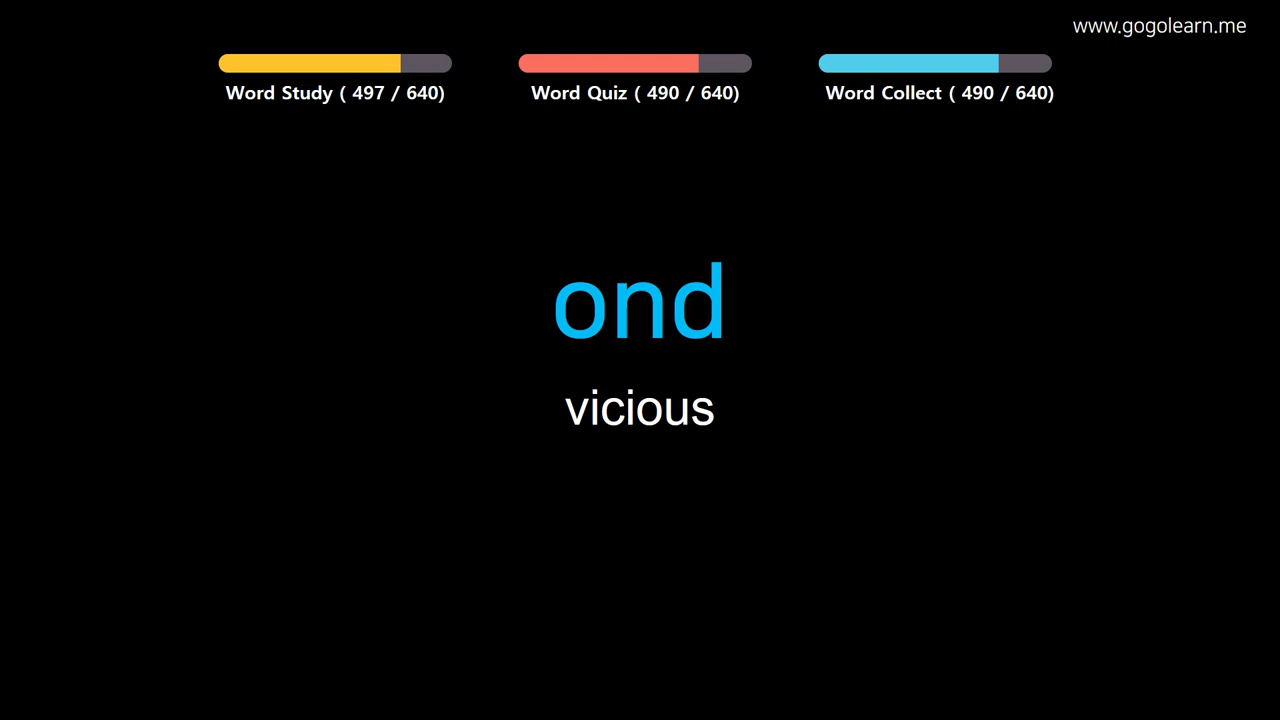 www.gogolearn.me
Word Study ( 497 / 640)
Word Quiz ( 490 / 640)
Word Collect ( 490 / 640)
ond
vicious